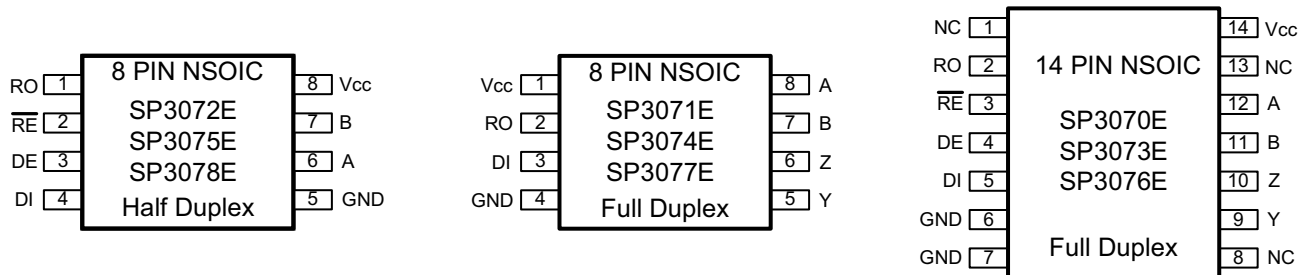 8 PIN NSOIC
RO 1
RE 2
DE 3
DI 4
SP3072E
SP3075E
SP3078E
Half Duplex
8 Vcc
7 B
6 A
5 GND
8 PIN NSOIC
Vcc 1
RO 2
DI 3
GND 4
SP3071E
SP3074E
SP3077E
Full Duplex
8 A
7 B
6 Z
5 Y
NC 1
RO 2
RE 3
DE 4
DI 5
GND 6
GND 7
14 PIN NSOIC
SP3070E
SP3073E
SP3076E
Full Duplex
14 Vcc
13 NC
12 A
11 B
10 Z
9 Y
8 NC